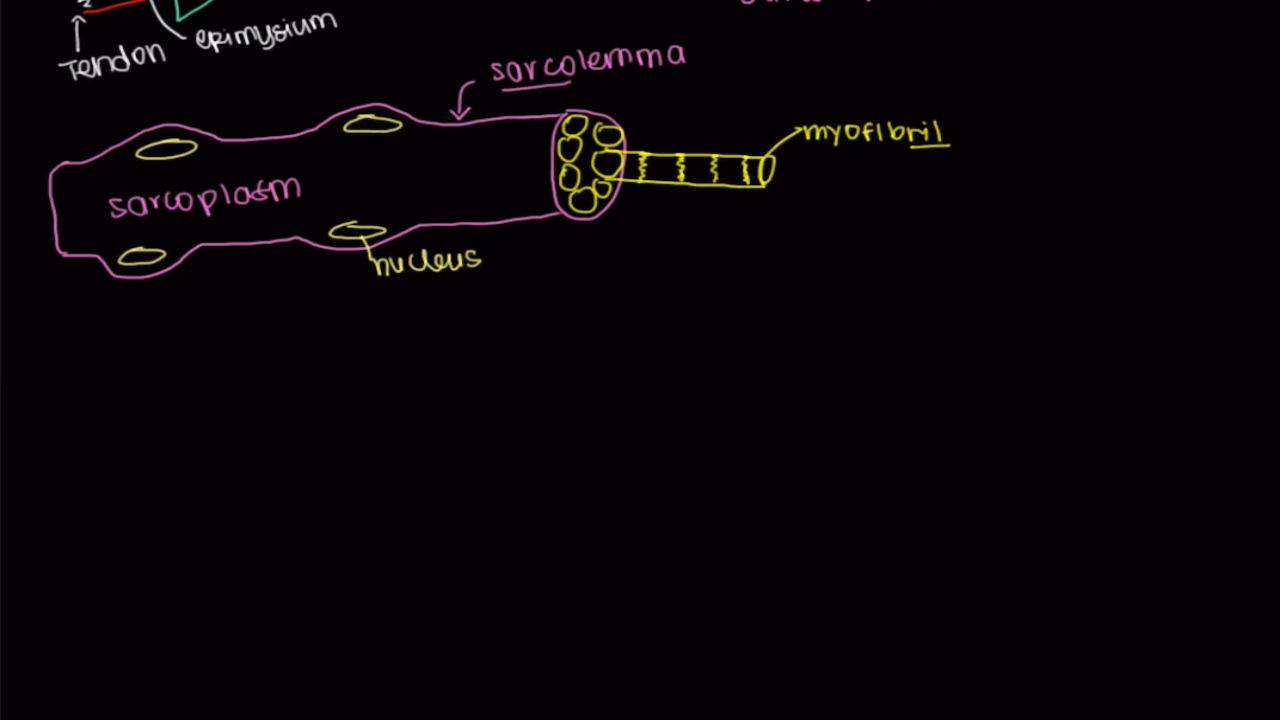 epimysium
Tendon
sarcolemma
myofibril
sarcoplasm
nucleus